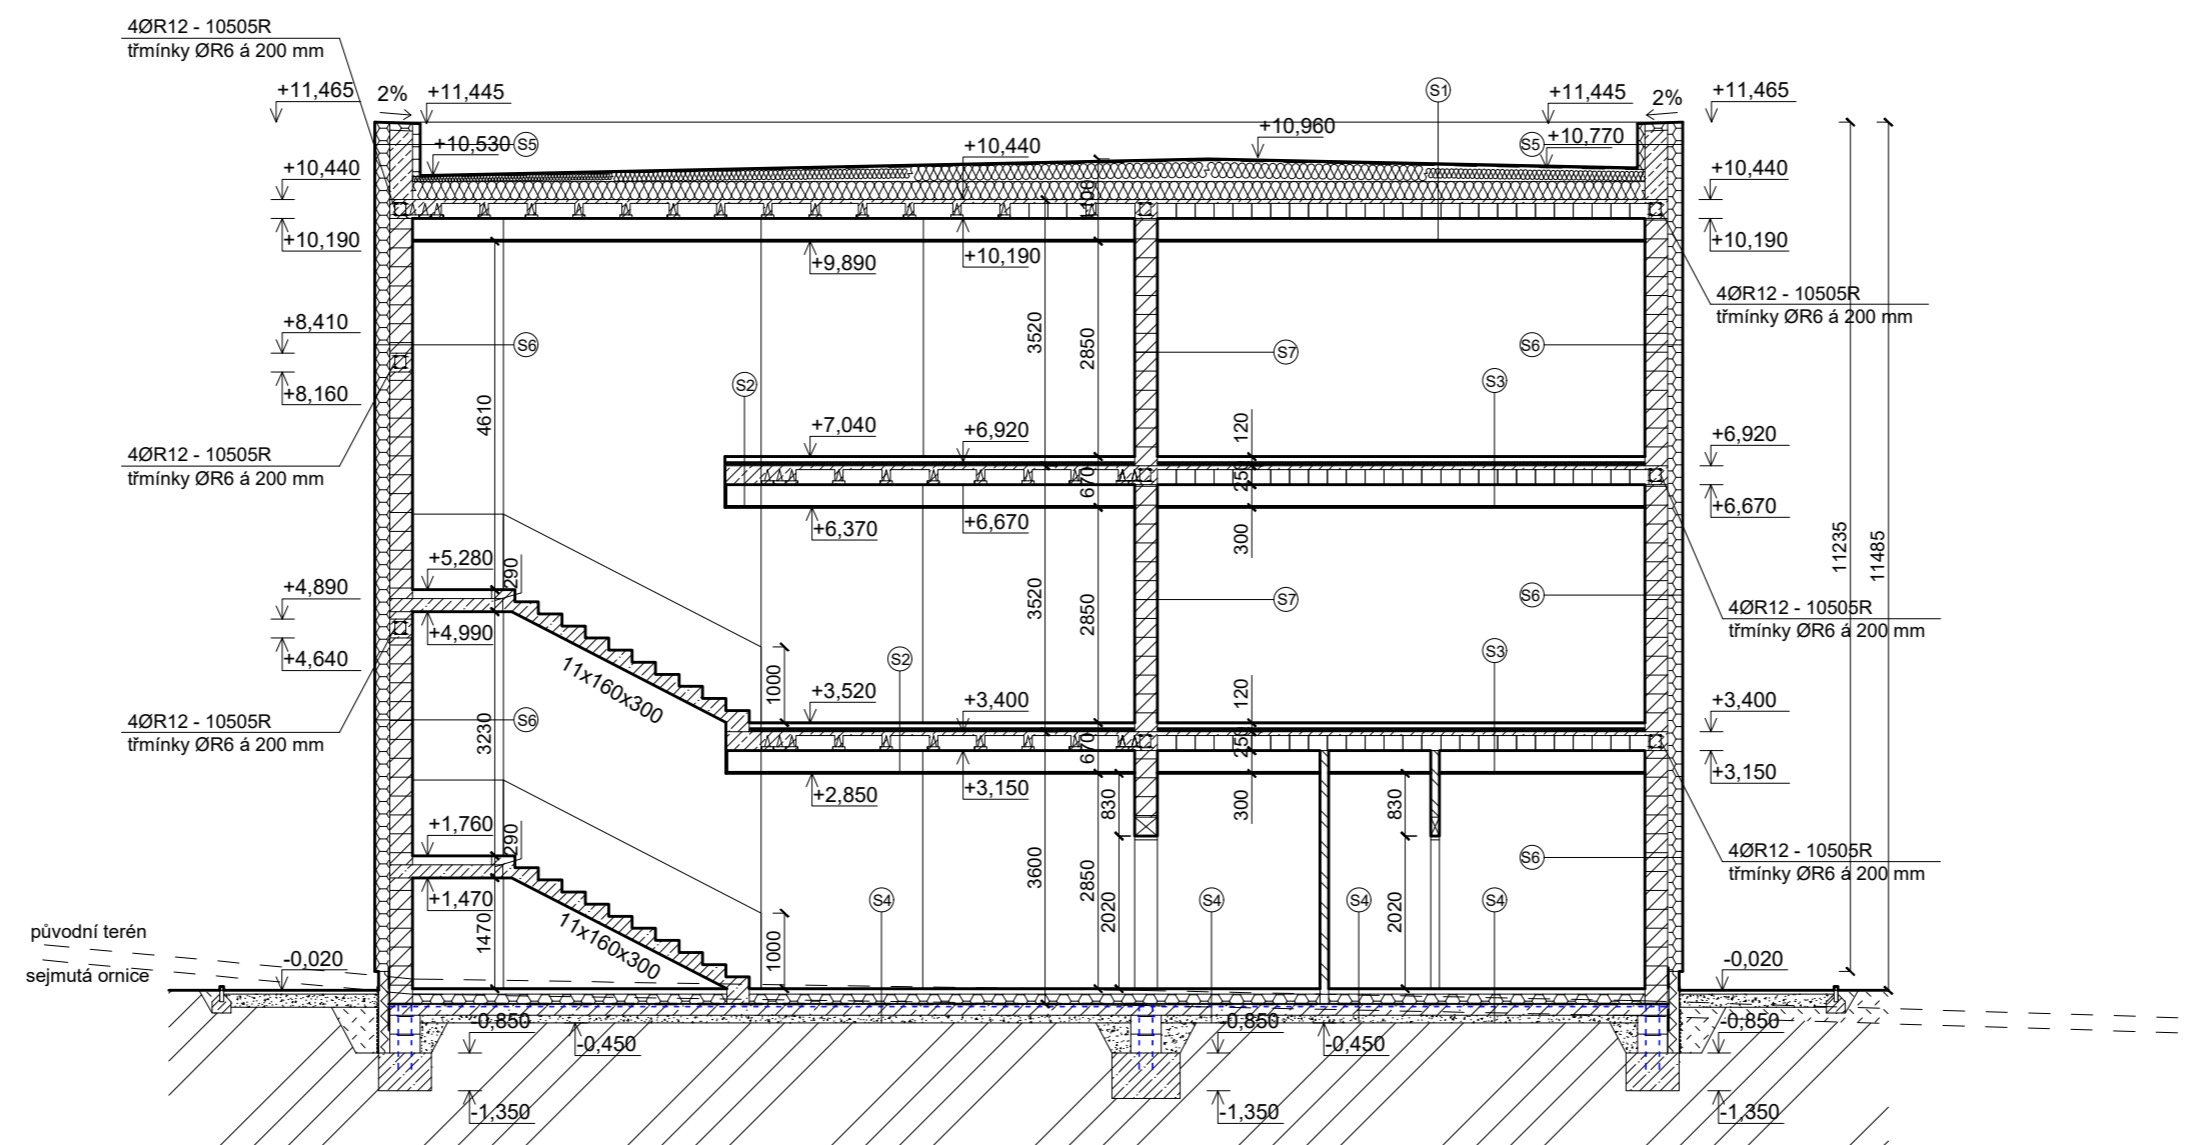 4ØR12 - 10505R
třmínky ØR6 á 200 mm
+11,465
2%
+11,445
S1
+11,445
2%
+11,465
+10,530
S5
+10,440
+10,960
S5
+10,770
+10,440
+10,440
1100
+10,190
+10,190
+9,890
+10,190
4ØR12 - 10505R
třmínky ØR6 á 200 mm
+8,410
S6
3520
2850
S7
S6
+8,160
S2
S3
4610
+7,040
+6,920
120
+6,920
4ØR12 - 10505R
třmínky ØR6 á 200 mm
670
250
+6,370
+6,670
300
+6,670
11235
11485
+5,280
290
+4,890
3520
2850
S7
S6
4ØR12 - 10505R
třmínky ØR6 á 200 mm
+4,990
+4,640
11x160x300
1000
S2
S3
+3,520
+3,400
120
+3,400
4ØR12 - 10505R
třmínky ØR6 á 200 mm
3230
S6
670
250
+2,850
+3,150
830
300
830
+3,150
+1,760
290
3600
2850
S6
4ØR12 - 10505R
třmínky ØR6 á 200 mm
+1,470
1470
11x160x300
1000
S4
2020
S4
S4
2020
S4
původní terén
sejmutá ornice
-0,020
-0,020
-0,850
-0,450
-0,850
-0,450
-0,850
-1,350
-1,350
-1,350